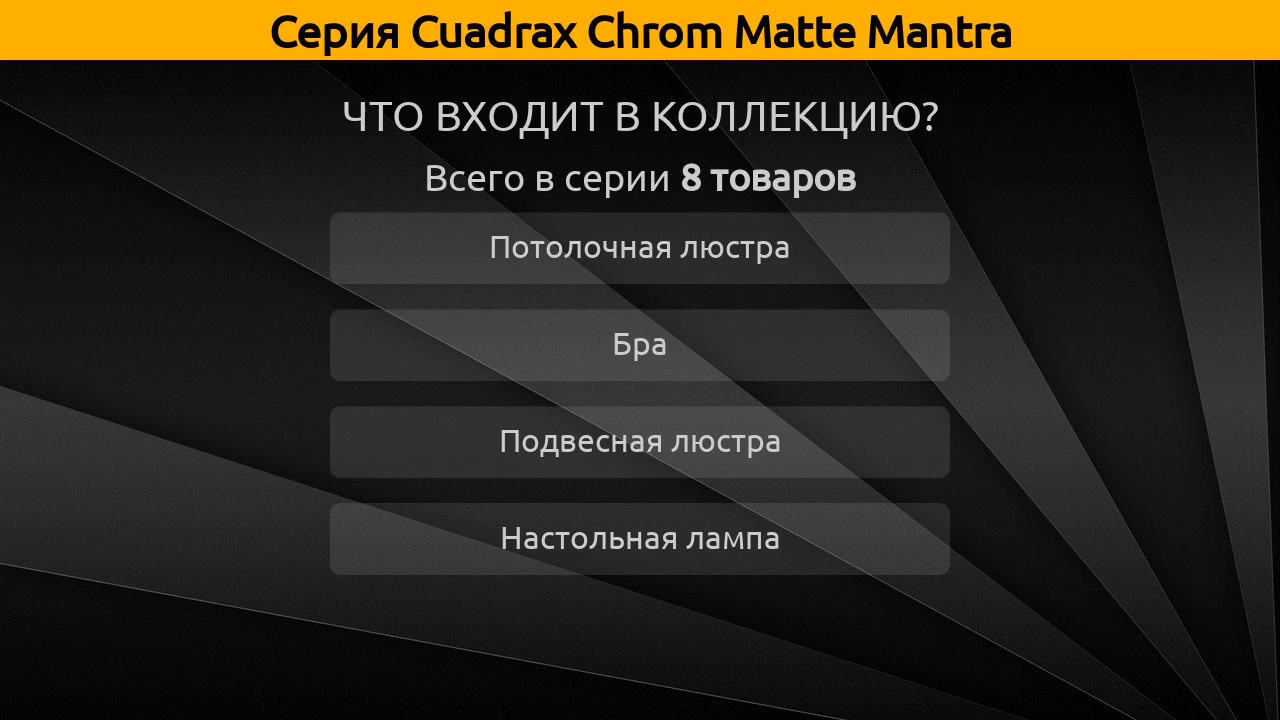 Серия Cuadrax Chrom Matte Mantra
ЧТО ВХОДИТ В КОЛЛЕКЦИЮ?
Всего в серии 8 товаров
Потолочная люстра
Бра
Подвесная люстра
Настольная лампа